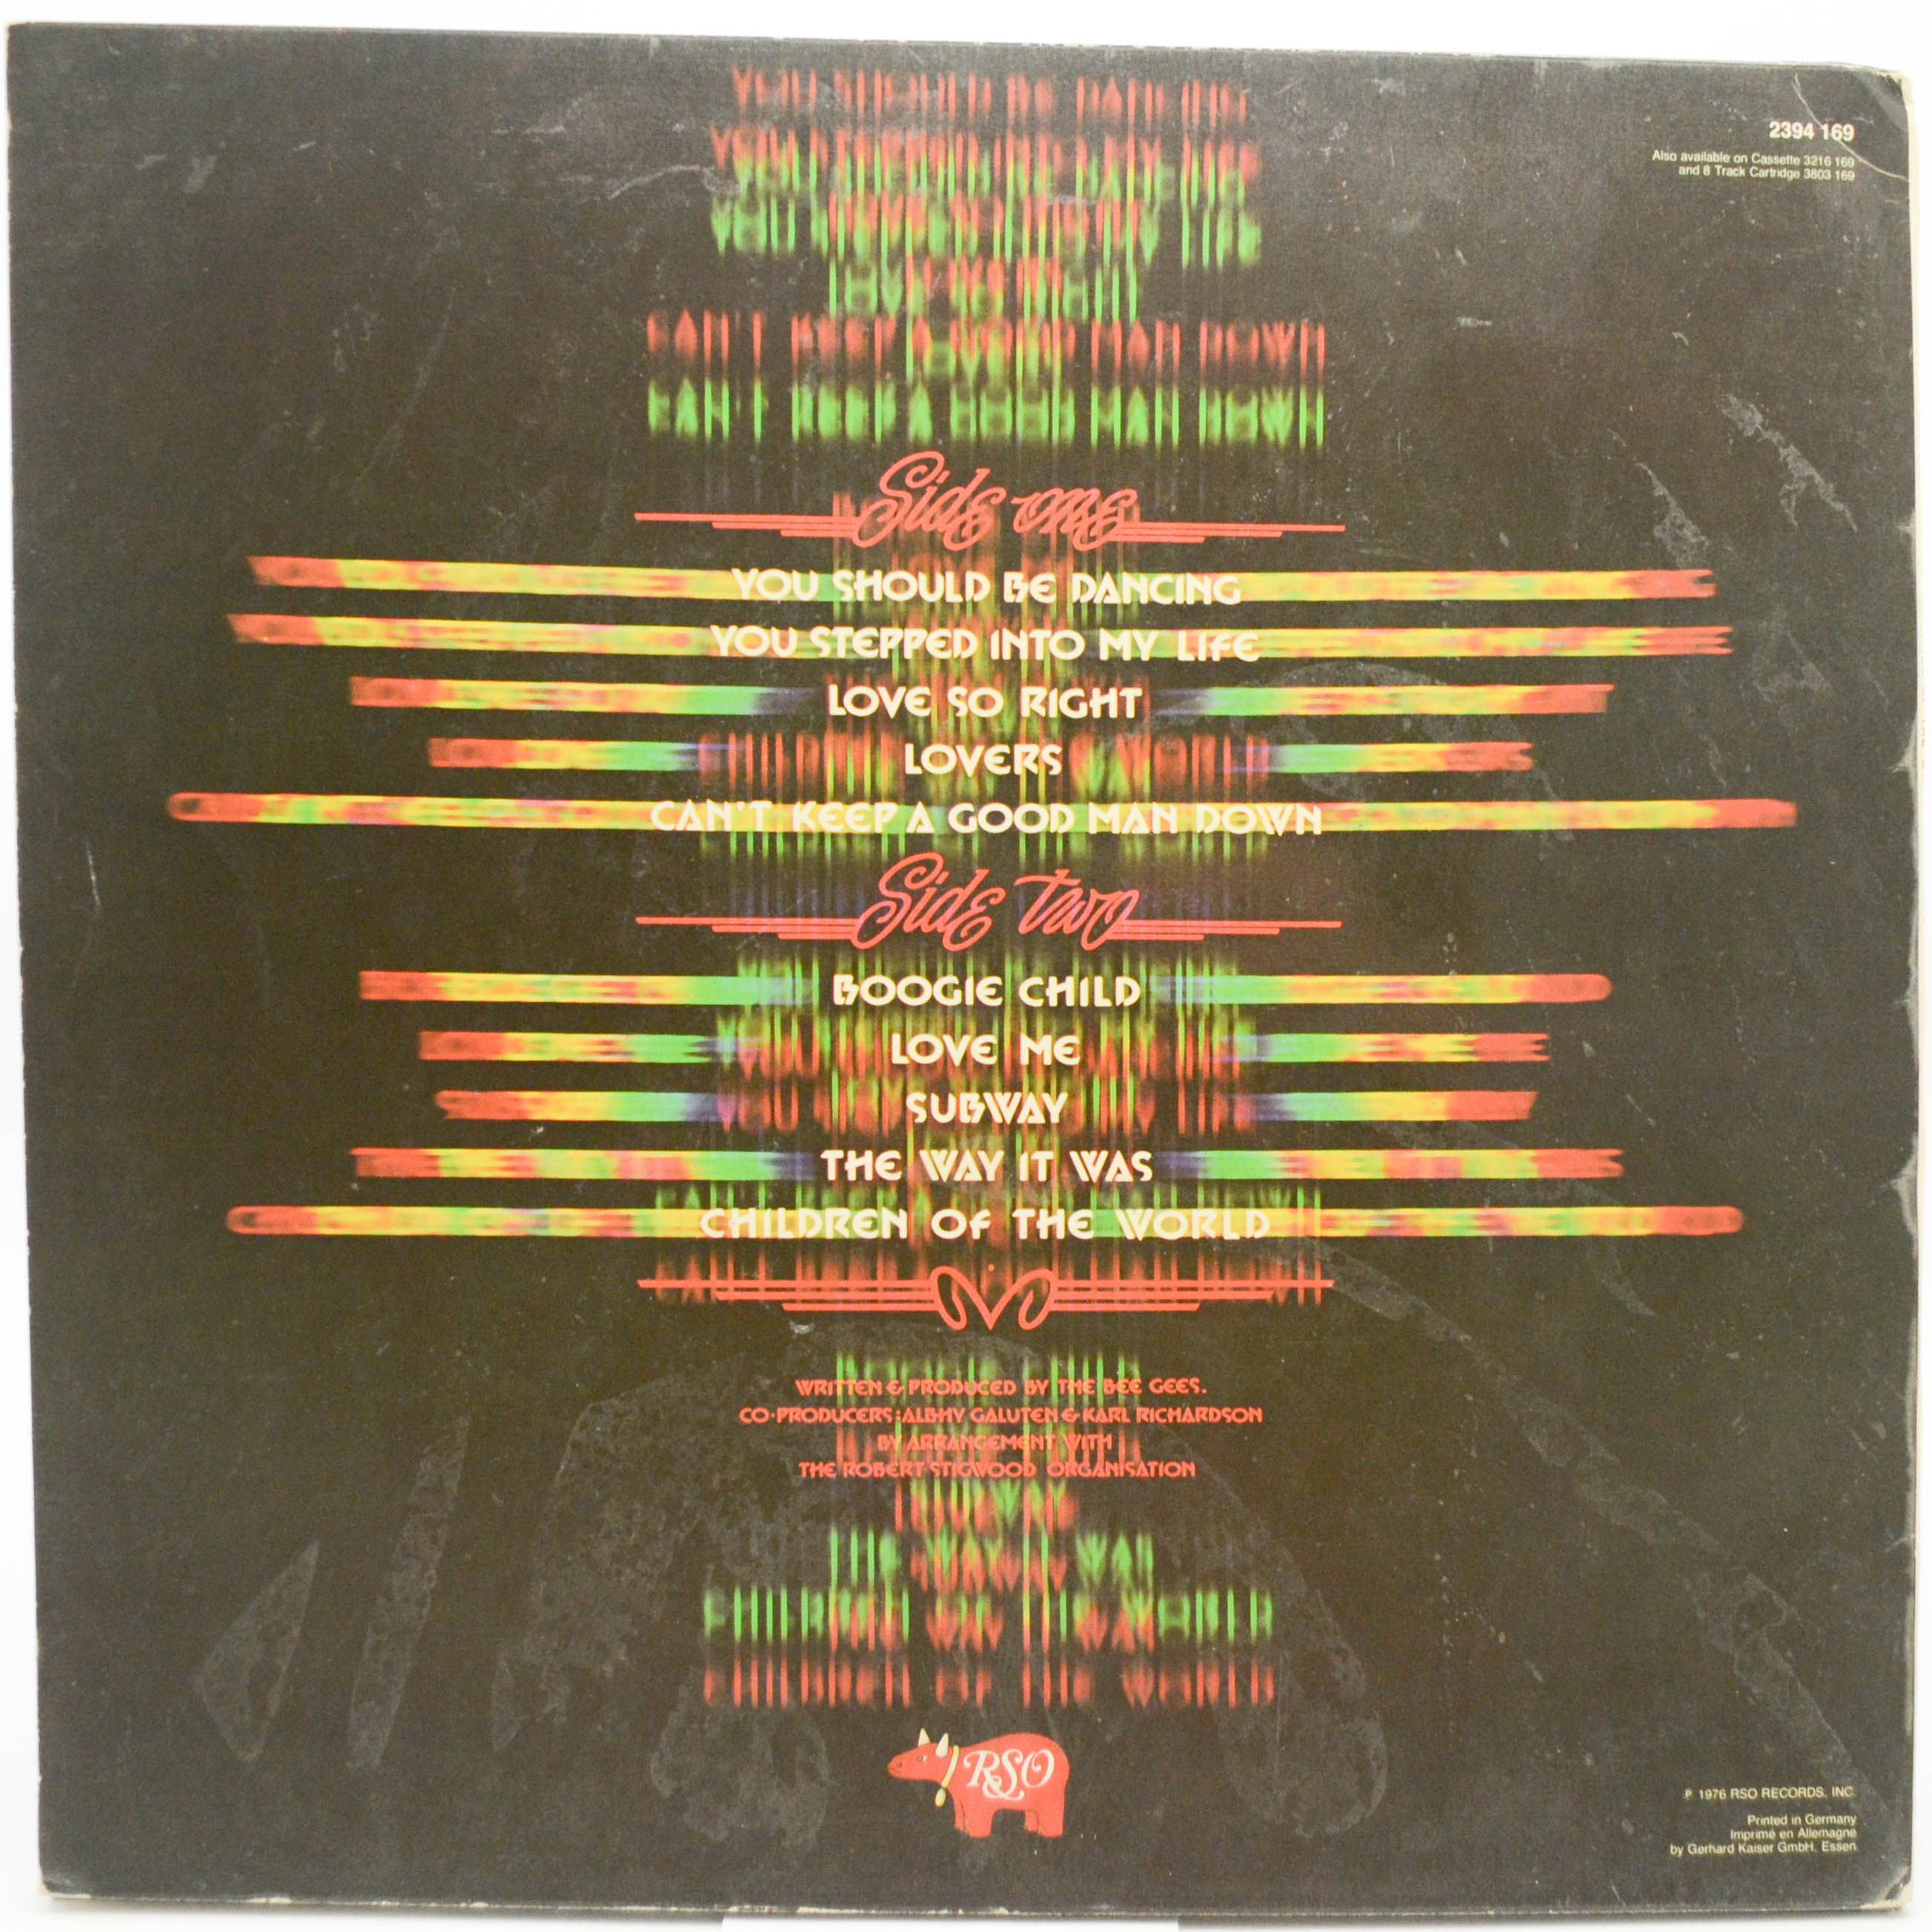 2394 169
Also available on Cassette 3216 169
and 8 Track Cartridge 3803 169
Side one
YOU SHOULD BE DANCING
YOU STEPPED INTO MY LIFE
LOVE SO RIGHT
LOVERS
CAN'T KEEP A GOOD MAN DOWN
Side two
BOOGIE CHILD
LOVE ME
SUBWAY
THE WAY IT WAS
CHILDREN OF THE WORLD
WRITTEN & PRODUCED BY THE BEE GEES.
CO-PRODUCERS: ALBHY GALUTEN & KARL RICHARDSON
BY ARRANGEMENT WITH
THE ROBERT STIGWOOD ORGANISATION
RSO
℗ 1976 RSO RECORDS, INC.
Printed in Germany
Imprimé en Allemagne
by Gerhard Kaiser GmbH, Essen